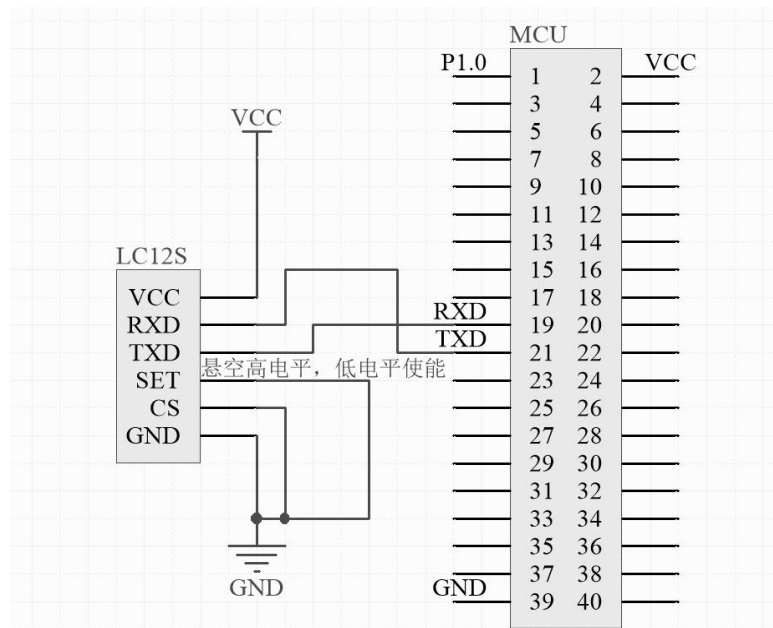 MCU
P1.0 1 2 VCC
3 4
5 6
7 8
9 10
11 12
13 14
15 16
17 18
RXD 19 20
TXD 21 22
23 24
25 26
27 28
29 30
31 32
33 34
35 36
37 38
GND 39 40
VCC
LC12S
VCC
RXD
TXD
悬空高电平，低电平使能
SET
CS
GND
GND